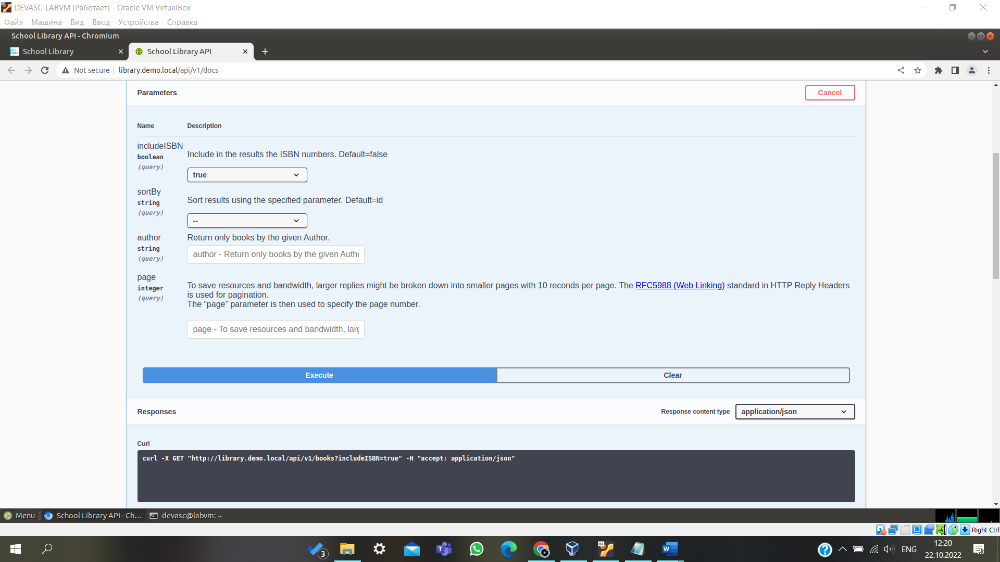 DEVASC-LABVM [Работает] - Oracle VM VirtualBox
Файл Машина Вид Ввод Устройства Справка
School Library API - Chromium
School Library
School Library API
Not secure library.demo.local/api/v1/docs
Parameters
Cancel
Name Description
includeISBN
boolean
(query)
Include in the results the ISBN numbers. Default=false
true
sortBy
string
(query)
Sort results using the specified parameter. Default=id
--
author
string
(query)
Return only books by the given Author.
author - Return only books by the given Autho
page
integer
(query)
To save resources and bandwidth, larger replies might be broken down into smaller pages with 10 reconds per page. The RFC5988 (Web Linking) standard in HTTP Reply Headers
is used for pagination.
The “page” parameter is then used to specify the page number.
page - To save resources and bandwidth, larg
Execute Clear
Responses
Response content type application/json
Curl
curl -X GET "http://library.demo.local/api/v1/books?includeISBN=true" -H "accept: application/json"
Menu School Library API - Ch... devasc@labvm: ~
Right Ctrl
3
64
ENG
12:20
22.10.2022